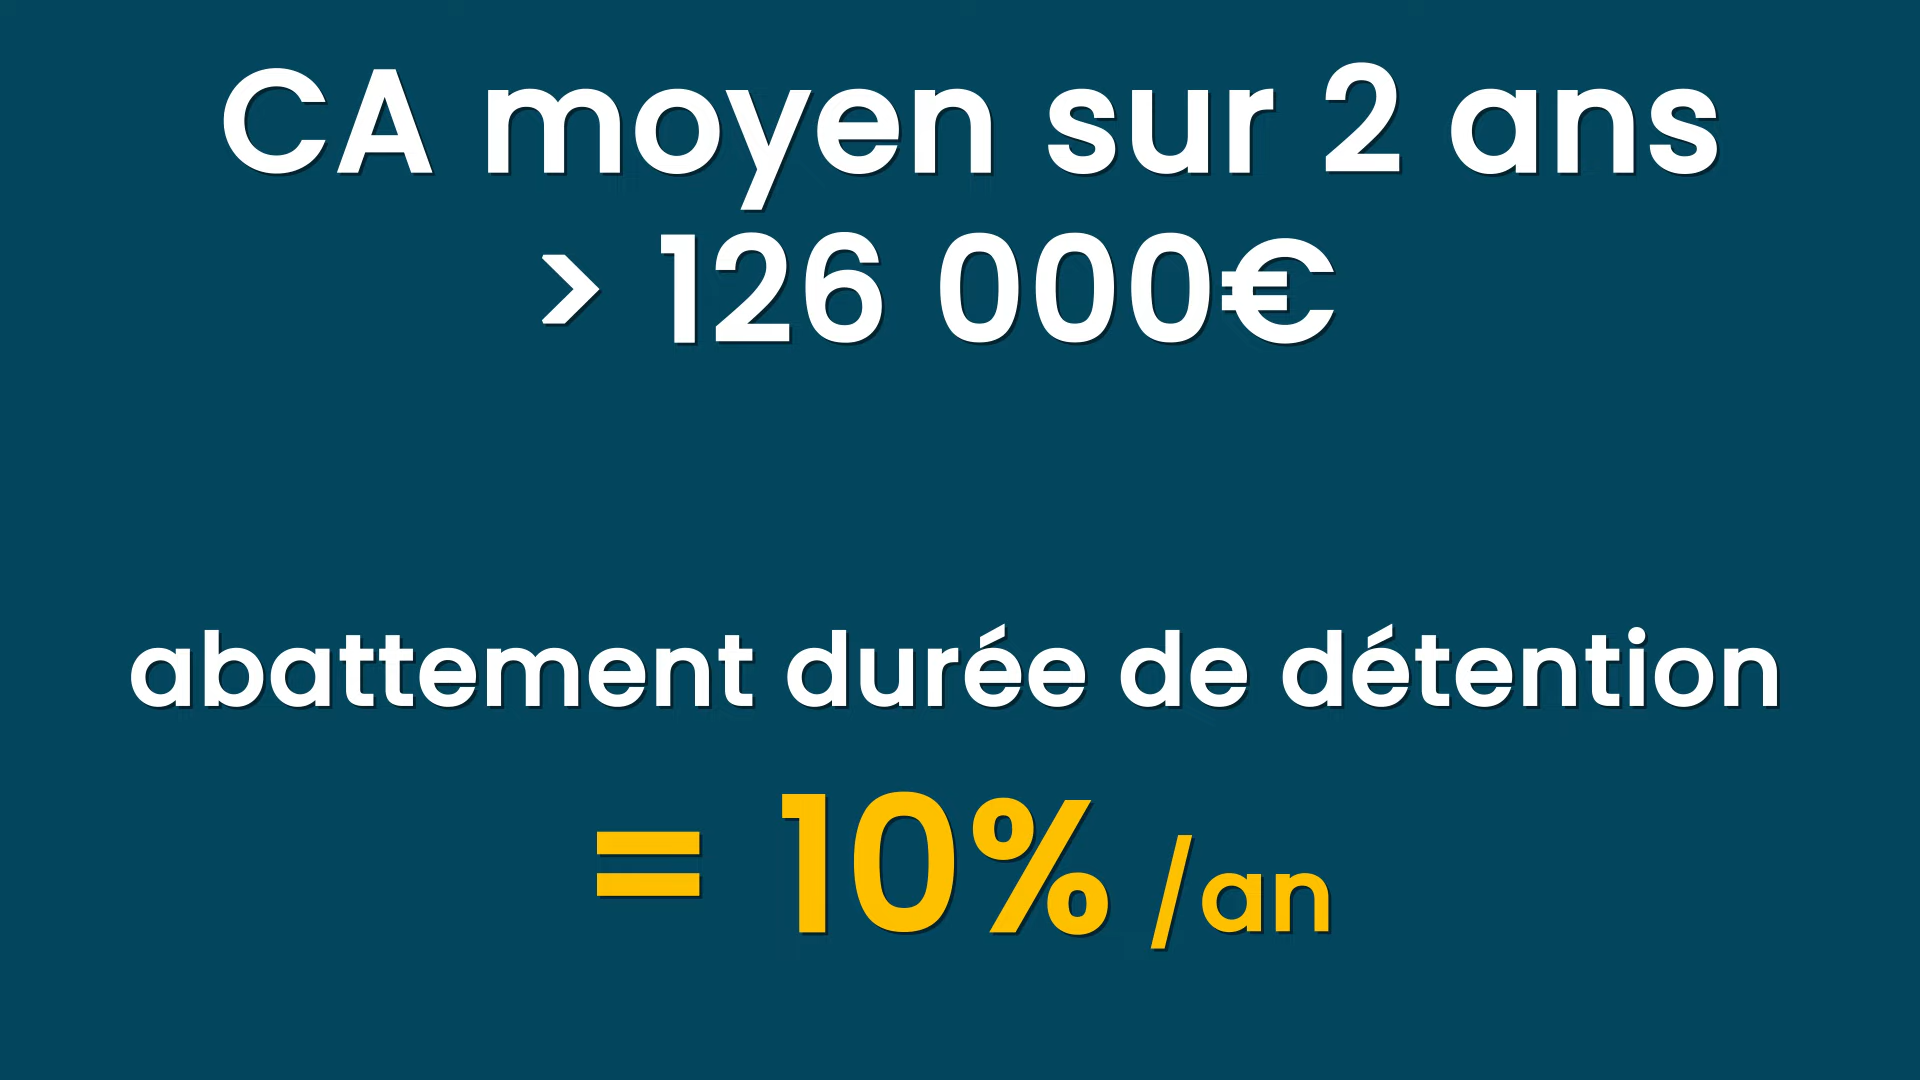 CA moyen sur 2 ans
> 126 000€
abattement durée de détention
= 10% /an